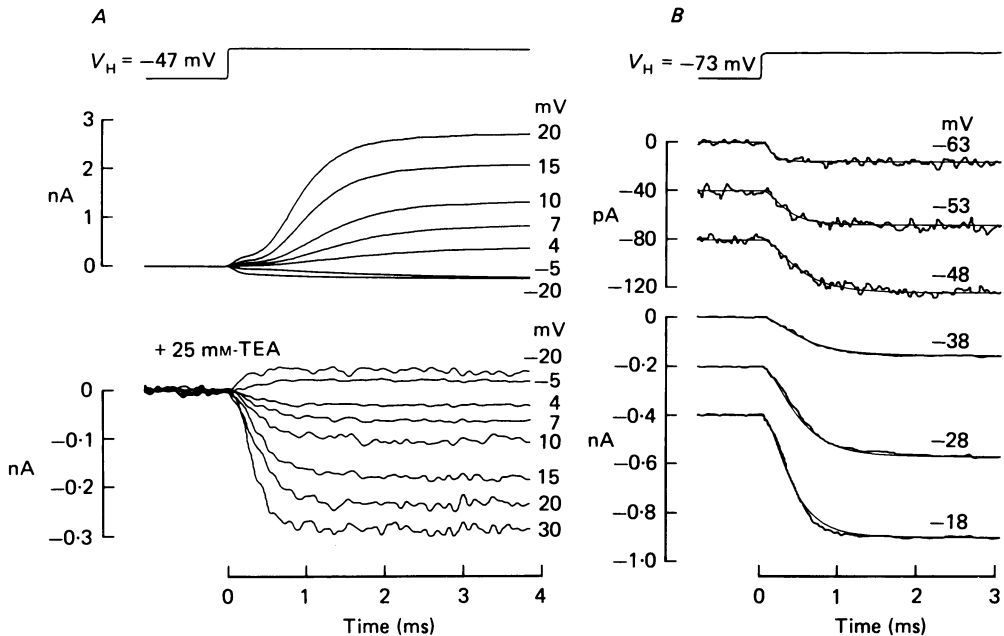 A
V_H = −47 mV
mV
3
20
2
15
nA
10
1
7
4
0
−5
−20
+ 25 mM-TEA
mV
−20
−5
0
4
7
−0·1
10
nA
15
−0·2
20
30
−0·3
0 1 2 3 4
Time (ms)
B
V_H = −73 mV
mV
0
−63
−40
−53
pA
−80
−48
−120
0
−38
−0·2
−0·4
−28
nA
−0·6
−0·8
−18
−1·0
0 1 2 3
Time (ms)